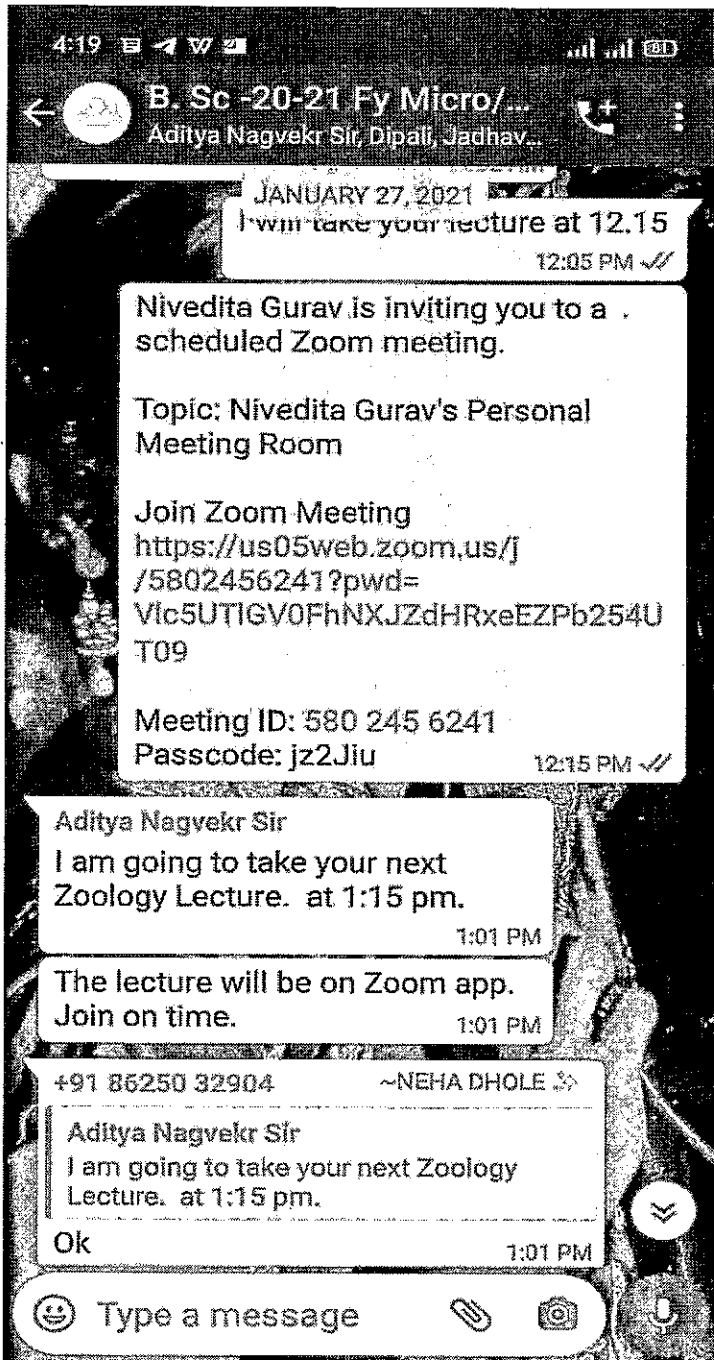 4:19
81
B. Sc -20-21 Fy Micro/...
Aditya Nagvekr Sir, Dipali, Jadhav...
JANUARY 27, 2021
I will take your lecture at 12.15
12:05 PM
Nivedita Gurav is inviting you to a
scheduled Zoom meeting.
Topic: Nivedita Gurav's Personal
Meeting Room
Join Zoom Meeting
https://us05web.zoom.us/j
/5802456241?pwd=
Vlc5UTlGV0FhNXJZdHRxeEZPb254U
T09
Meeting ID: 580 245 6241
Passcode: jz2Jiu
12:15 PM
Aditya Nagvekr Sir
I am going to take your next
Zoology Lecture. at 1:15 pm.
1:01 PM
The lecture will be on Zoom app.
Join on time.
1:01 PM
+91 86250 32904 ~NEHA DHOLE
Aditya Nagvekr Sir
I am going to take your next Zoology
Lecture. at 1:15 pm.
Ok
1:01 PM
Type a message